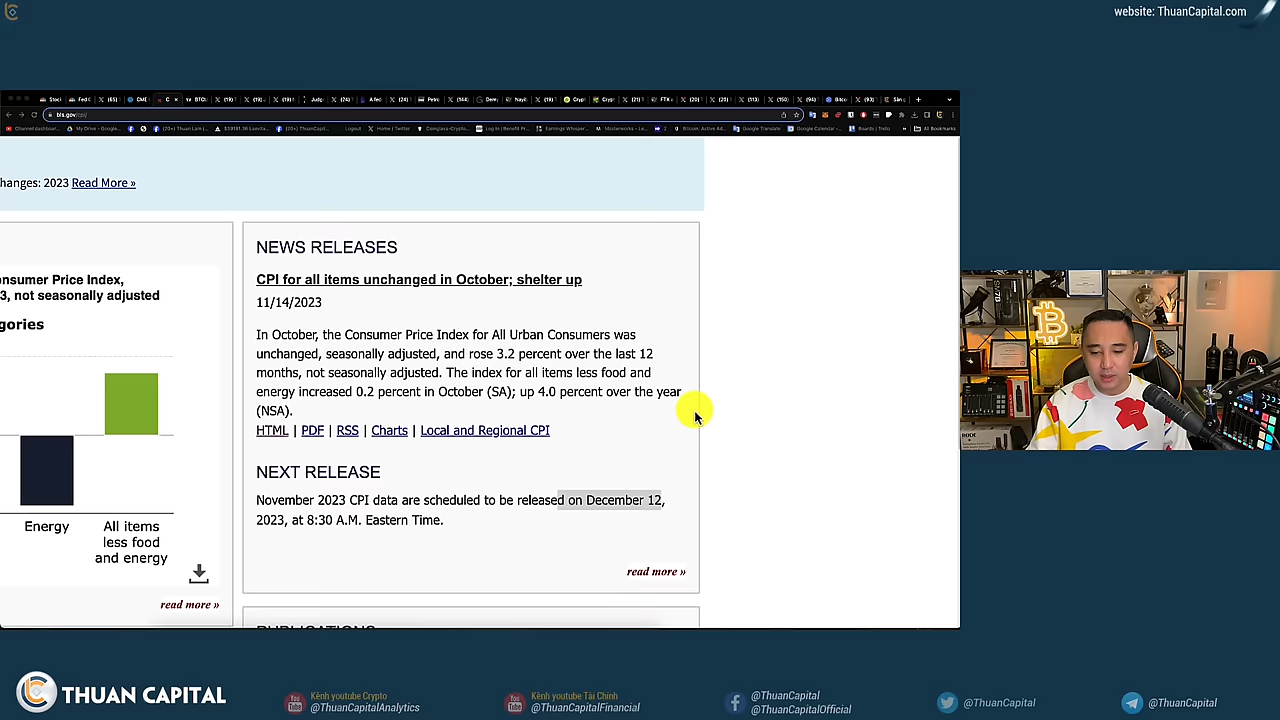 website: ThuanCapital.com
bls.gov/cpi/
hanges: 2023 Read More »
onsumer Price Index,
3, not seasonally adjusted
gories
Energy
All items
less food
and energy
read more »
NEWS RELEASES
CPI for all items unchanged in October; shelter up
11/14/2023
In October, the Consumer Price Index for All Urban Consumers was
unchanged, seasonally adjusted, and rose 3.2 percent over the last 12
months, not seasonally adjusted. The index for all items less food and
energy increased 0.2 percent in October (SA); up 4.0 percent over the year
(NSA).
HTML | PDF | RSS | Charts | Local and Regional CPI
NEXT RELEASE
November 2023 CPI data are scheduled to be released on December 12,
2023, at 8:30 A.M. Eastern Time.
read more »
PUBLICATIONS
THUAN CAPITAL
Kênh youtube Crypto
@ThuanCapitalAnalytics
Kênh youtube Tài Chính
@ThuanCapitalFinancial
@ThuanCapital
@ThuanCapitalOfficial
@ThuanCapital
@ThuanCapital